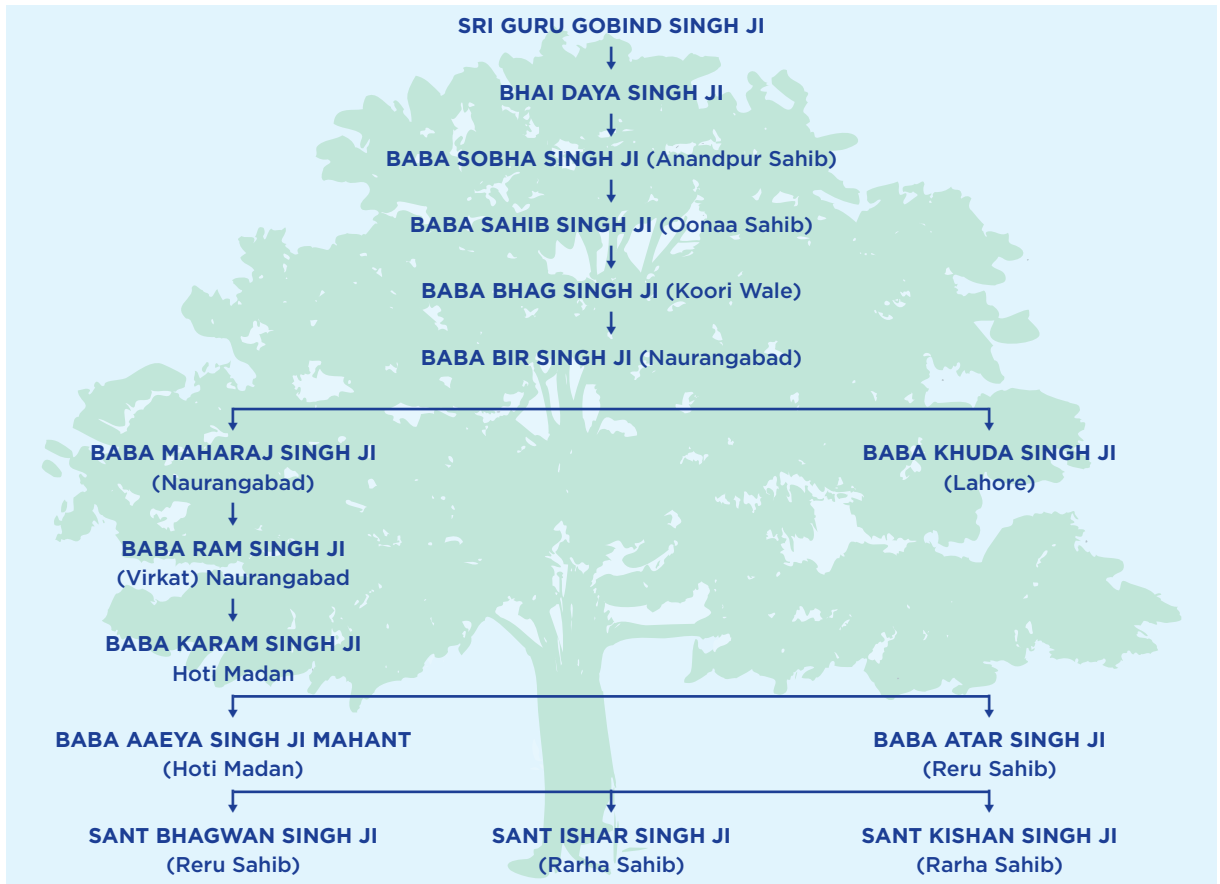 SRI GURU GOBIND SINGH JI
BHAI DAYA SINGH JI
BABA SOBHA SINGH JI (Anandpur Sahib)
BABA SAHIB SINGH JI (Oonaa Sahib)
BABA BHAG SINGH JI (Koori Wale)
BABA BIR SINGH JI (Naurangabad)
BABA MAHARAJ SINGH JI
(Naurangabad)
BABA KHUDA SINGH JI
(Lahore)
BABA RAM SINGH JI
(Virkat) Naurangabad
BABA KARAM SINGH JI
Hoti Madan
BABA AAEYA SINGH JI MAHANT
(Hoti Madan)
BABA ATAR SINGH JI
(Reru Sahib)
SANT BHAGWAN SINGH JI
(Reru Sahib)
SANT ISHAR SINGH JI
(Rarha Sahib)
SANT KISHAN SINGH JI
(Rarha Sahib)